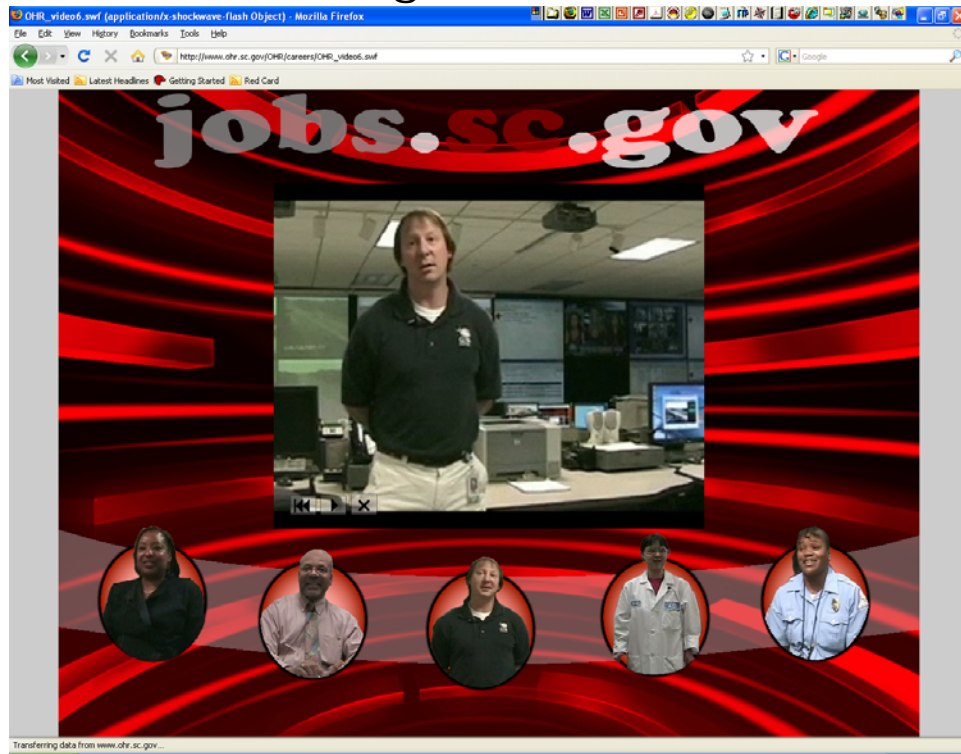 OHR_video6.swf (application/x-shockwave-flash Object) - Mozilla Firefox
File Edit View History Bookmarks Tools Help
http://www.ohr.sc.gov/OHR/careers/OHR_video6.swf
Google
Most Visited Latest Headlines Getting Started Red Card
jobs.sc.gov
Transferring data from www.ohr.sc.gov...